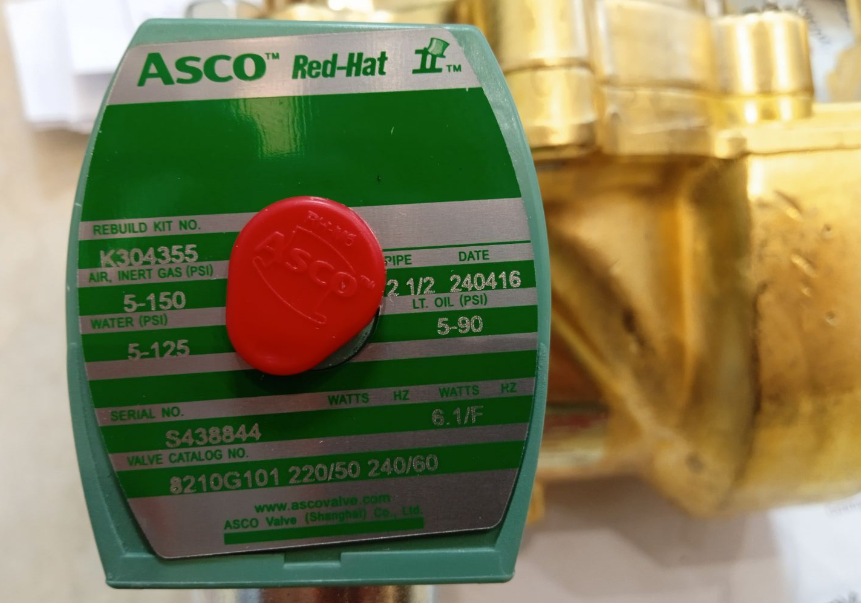 ASCO™ Red-Hat II™
REBUILD KIT NO.
K304355
PIPE DATE
AIR, INERT GAS (PSI)
2 1/2 240416
5-150
LT. OIL (PSI)
WATER (PSI)
5-90
5-125
ASCO™
WATTS HZ WATTS HZ
SERIAL NO.
6.1/F
S438844
VALVE CATALOG NO.
8210G101 220/50 240/60
www.ascovalve.com
ASCO Valve (Shanghai) Co., Ltd.